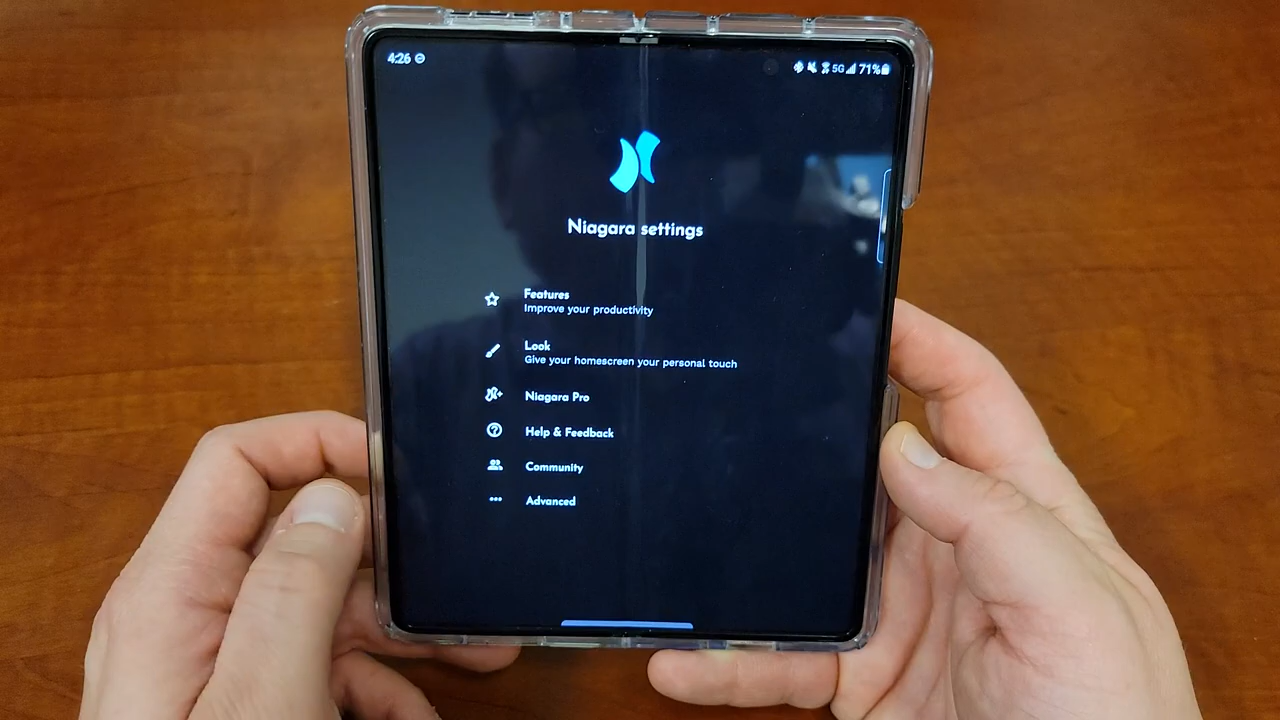 4:26
5G 71%
Niagara settings
Features
Improve your productivity
Look
Give your homescreen your personal touch
Niagara Pro
Help & Feedback
Community
Advanced